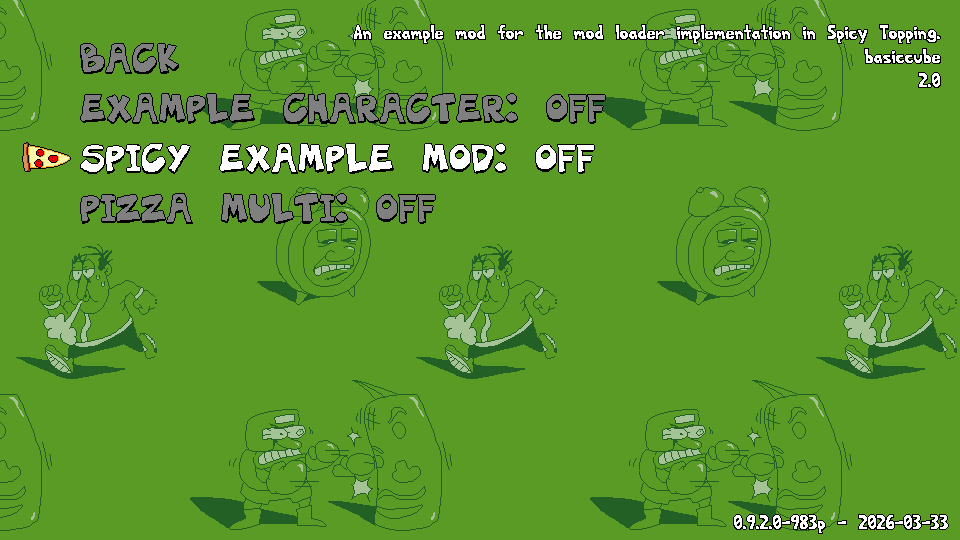 An example mod for the mod loader implementation in Spicy Topping.
basiccube
2.0
BACK
EXAMPLE CHARACTER: OFF
SPICY EXAMPLE MOD: OFF
PIZZA MULTI: OFF
0.9.2.0-983p - 2026-03-33